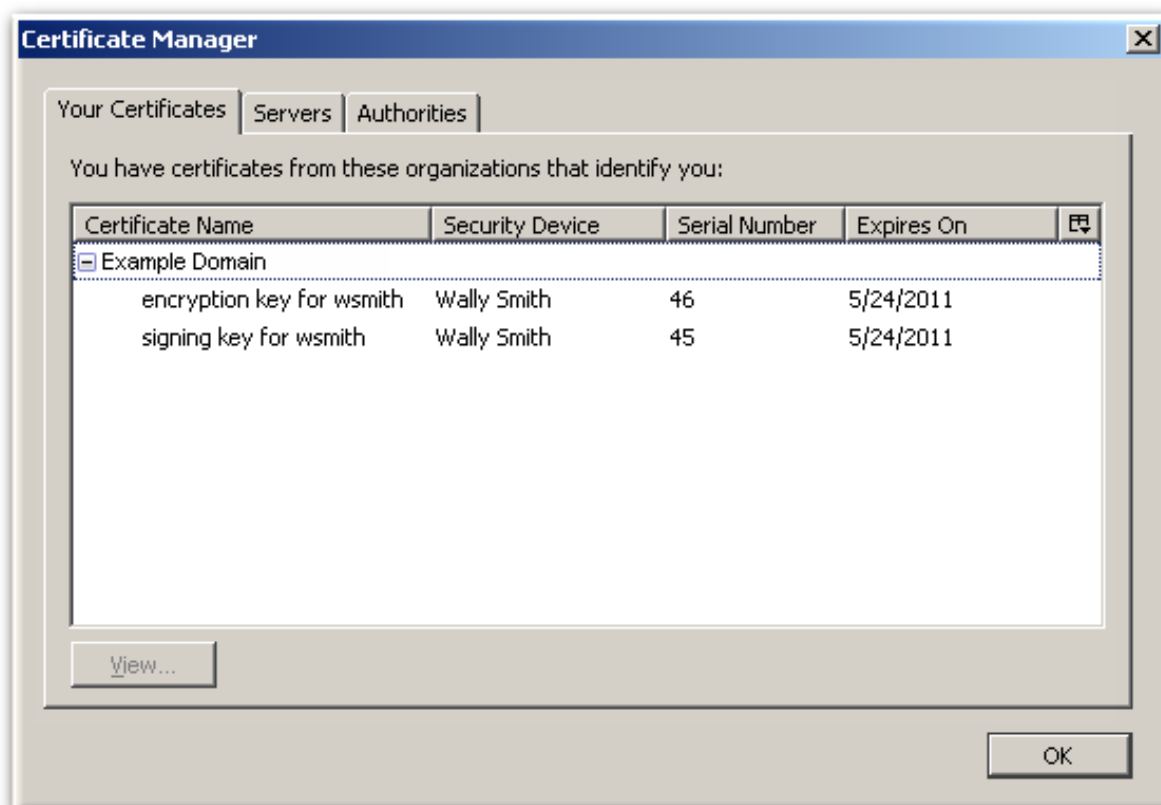 Certificate Manager
Your Certificates Servers Authorities
You have certificates from these organizations that identify you:
Certificate Name Security Device Serial Number Expires On
Example Domain
encryption key for wsmith Wally Smith 46 5/24/2011
signing key for wsmith Wally Smith 45 5/24/2011
View...
OK